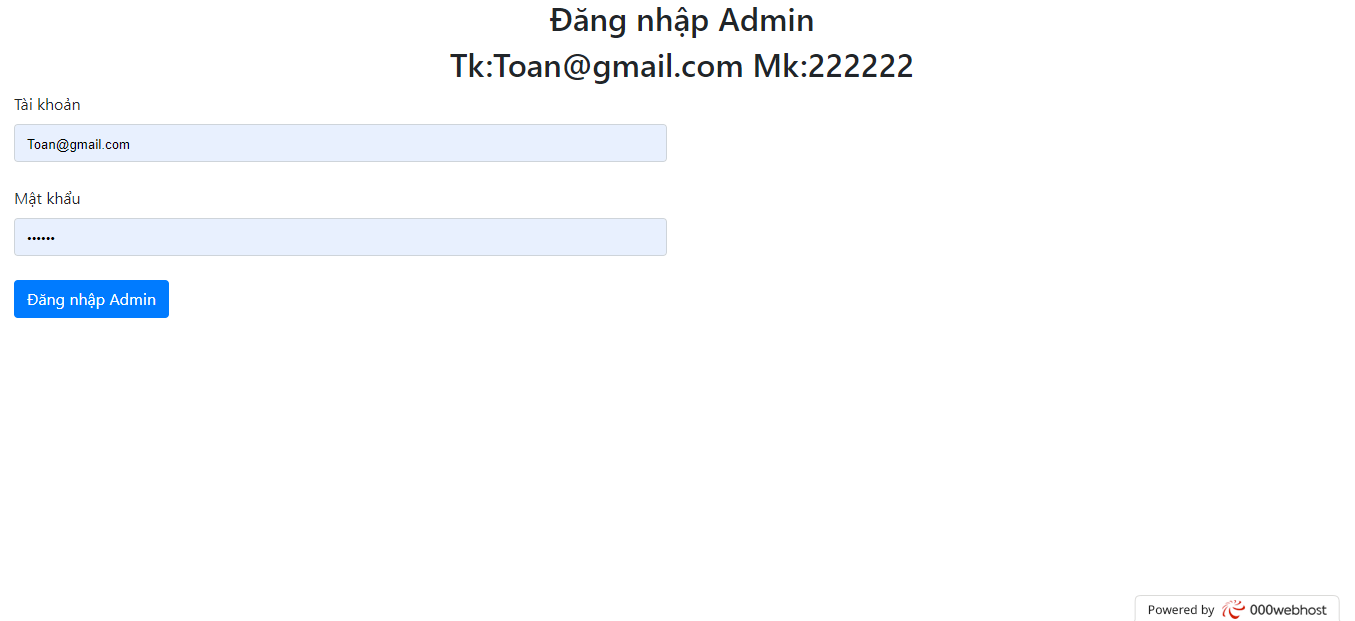 Đăng nhập Admin
Tk:Toan@gmail.com Mk:222222
Tài khoản
Toan@gmail.com
Mật khẩu
••••••
Đăng nhập Admin
Powered by 000webhost